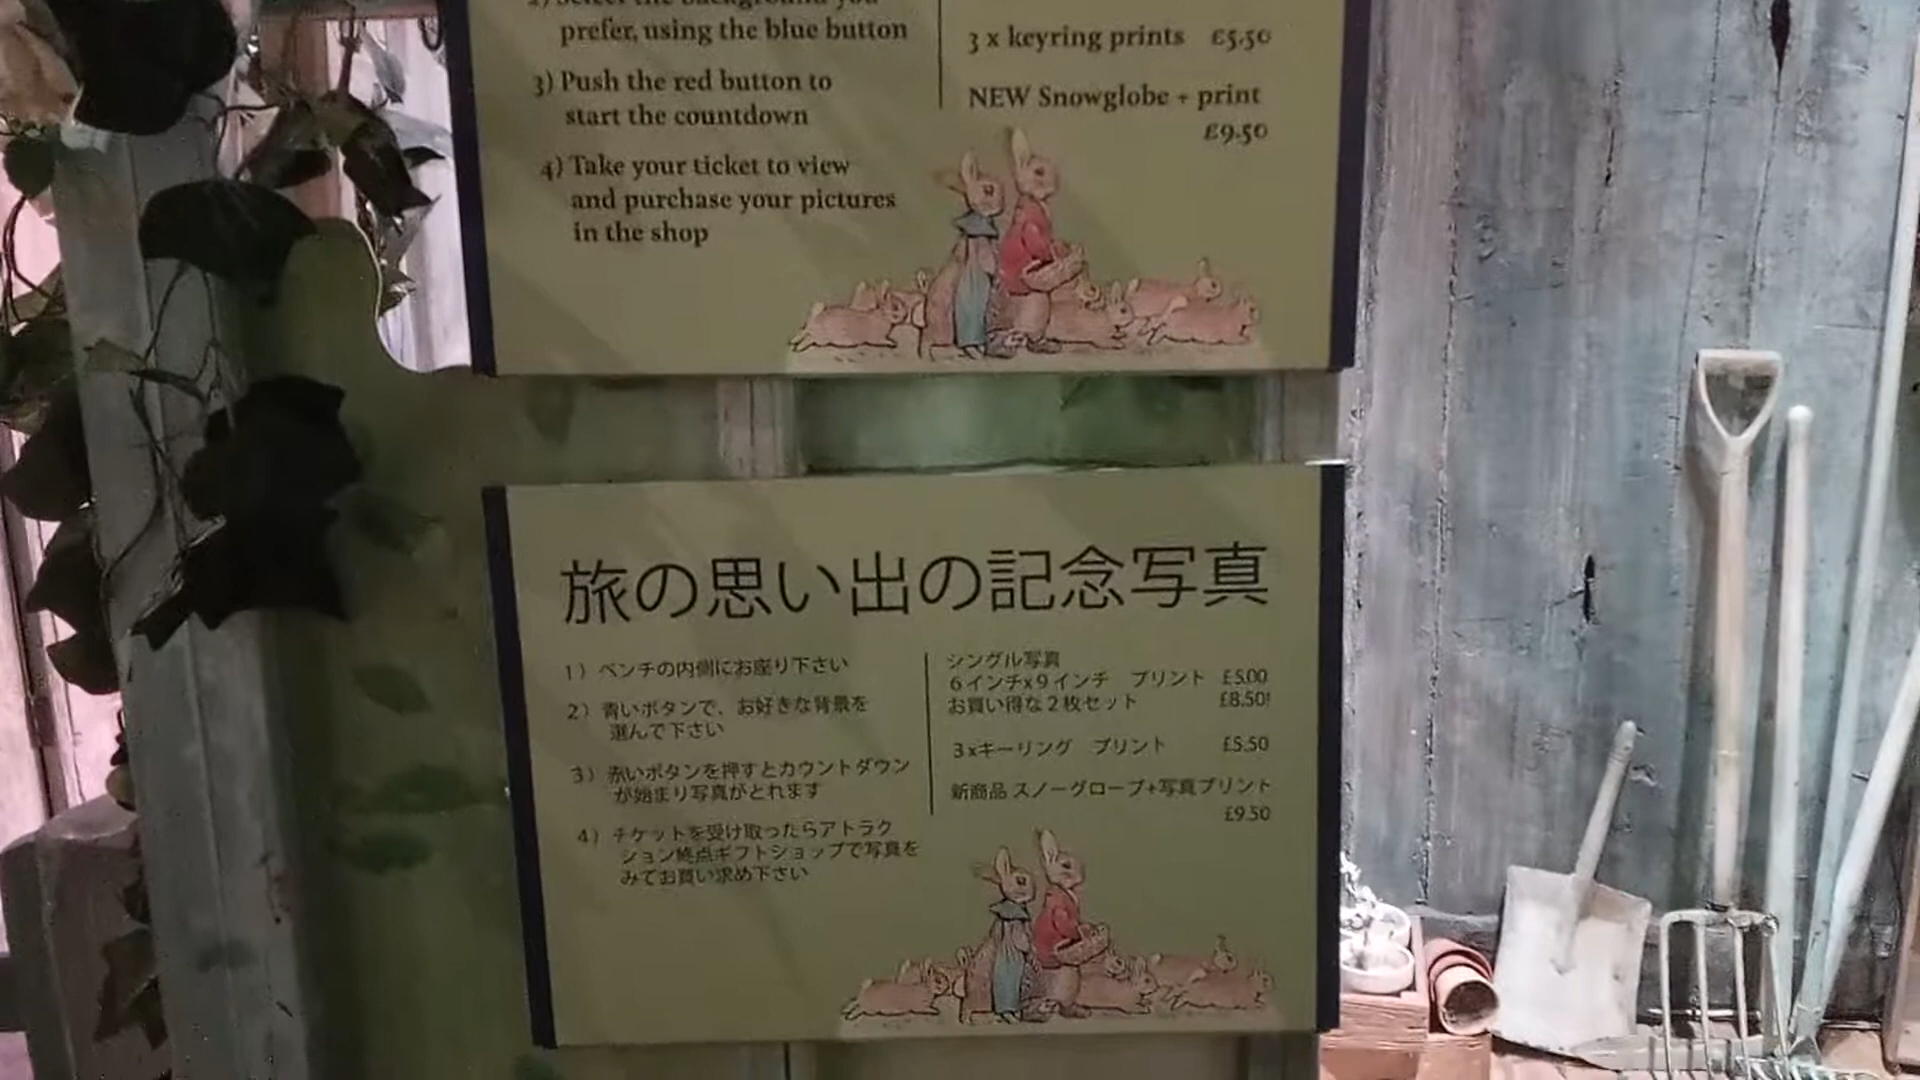 2) Select the background you
prefer, using the blue button
3) Push the red button to
start the countdown
4) Take your ticket to view
and purchase your pictures
in the shop
3 x keyring prints £5.50
NEW Snowglobe + print
£9.50
旅の思い出の記念写真
1）ベンチの内側にお座り下さい
2）青いボタンで、お好きな背景を
選んで下さい
3）赤いボタンを押すとカウントダウン
が始まり写真がとれます
4）チケットを受け取ったらアトラク
ション終点ギフトショップで写真を
みてお買い求め下さい
シングル写真
6インチx9インチ プリント £5.00
お買い得な2枚セット £8.50!
3xキーリング プリント £5.50
新商品 スノーグローブ+写真プリント
£9.50